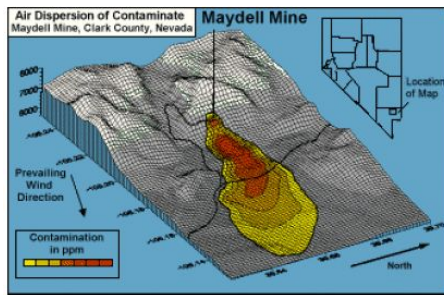 Air Dispersion of Contaminate
Maydell Mine, Clark County, Nevada
Maydell Mine
Location
of Map
8000
7000
6000
Prevailing
Wind
Direction
Contamination
in ppm
North